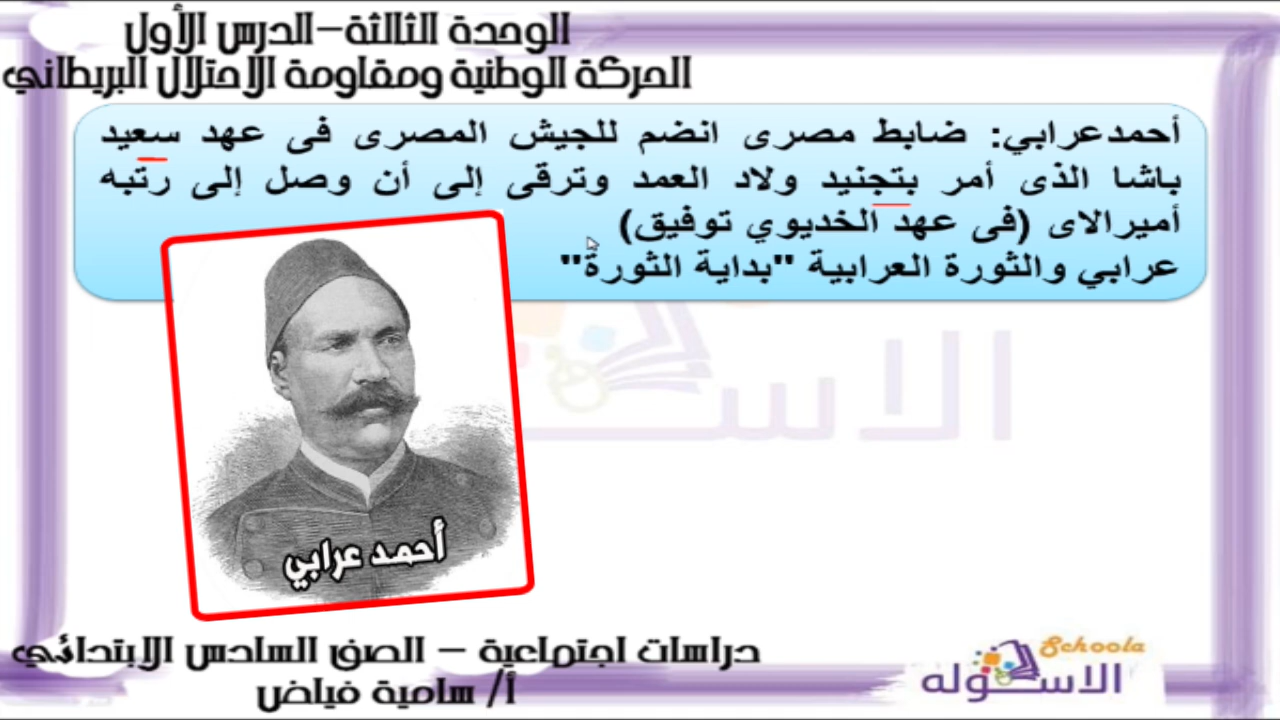 الوحدة الثالثة-الدرس الأول
الحركة الوطنية ومقاومة الاحتلال البريطاني
أحمدعرابي: ضابط مصرى انضم للجيش المصرى فى عهد سعيد
باشا الذى أمر بتجنيد ولاد العمد وترقى إلى أن وصل إلى رتبه
أميرالاى (فى عهد الخديوي توفيق)
عرابي والثورة العرابية "بداية الثورة"
الاسـ
أحمد عرابي
دراسات اجتماعية - الصف السادس الابتدائي
أ/ سامية فياض
Schoola
الاسكوله